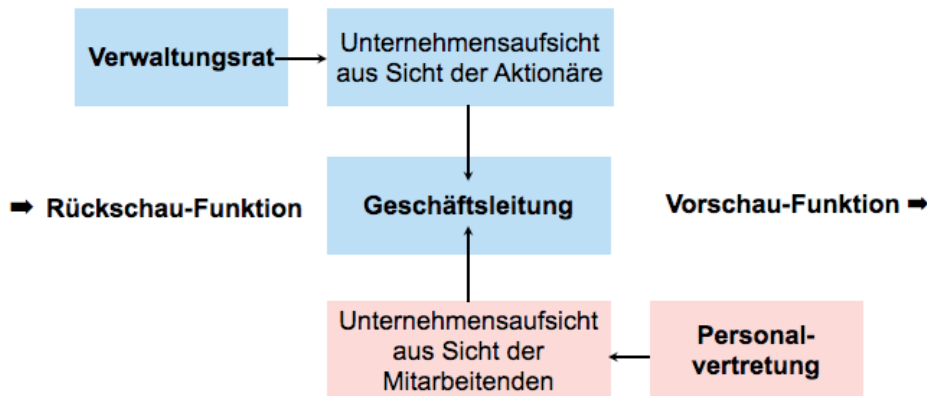 Verwaltungsrat
Unternehmensaufsicht
aus Sicht der Aktionäre
➡ Rückschau-Funktion
Geschäftsleitung
Vorschau-Funktion ➡
Unternehmensaufsicht
aus Sicht der
Mitarbeitenden
Personal-
vertretung